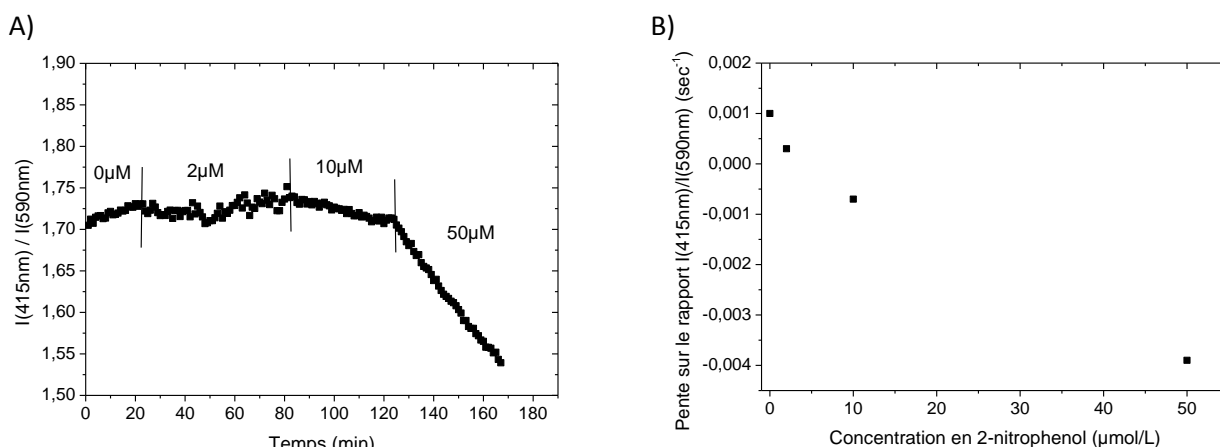 A)
I(415nm) / I(590nm)
1,90
1,85
1,80
1,75
1,70
1,65
1,60
1,55
1,50
0µM
2µM
10µM
50µM
0 20 40 60 80 100 120 140 160 180
Temps (min)
B)
Pente sur le rapport I(415nm)/I(590nm) (sec-1)
0,002
0,001
0,000
-0,001
-0,002
-0,003
-0,004
0 10 20 30 40 50
Concentration en 2-nitrophenol (µmol/L)